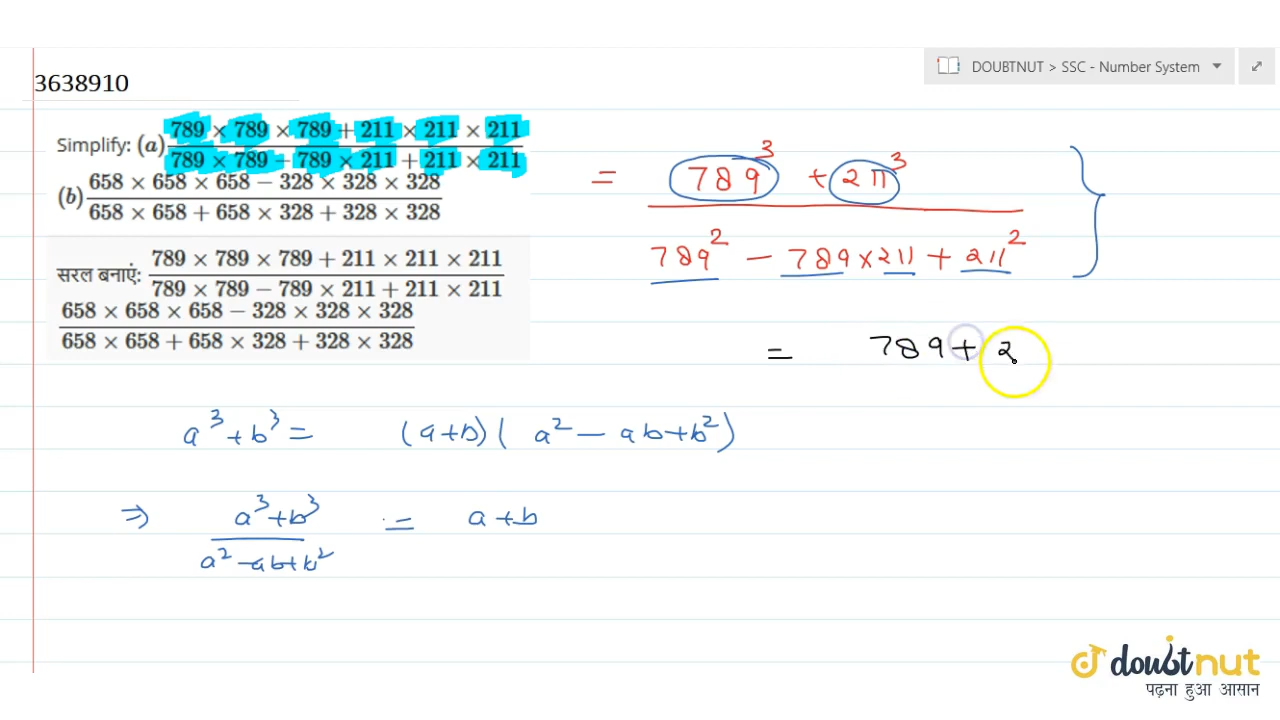 3638910
DOUBTNUT > SSC - Number System
Simplify: (a) 789 × 789 × 789 + 211 × 211 × 211
789 × 789 − 789 × 211 + 211 × 211
(b) 658 × 658 × 658 − 328 × 328 × 328
658 × 658 + 658 × 328 + 328 × 328
सरल बनाएं: 789 × 789 × 789 + 211 × 211 × 211
789 × 789 − 789 × 211 + 211 × 211
658 × 658 × 658 − 328 × 328 × 328
658 × 658 + 658 × 328 + 328 × 328
= 789³ + 211³
789² − 789 × 211 + 211²
= 789 + 2
a³ + b³ = (a+b) ( a² − ab + b² )
⇒ a³ + b³ = a + b
a² − ab + b²
doubtnut
पढ़ना हुआ आसान